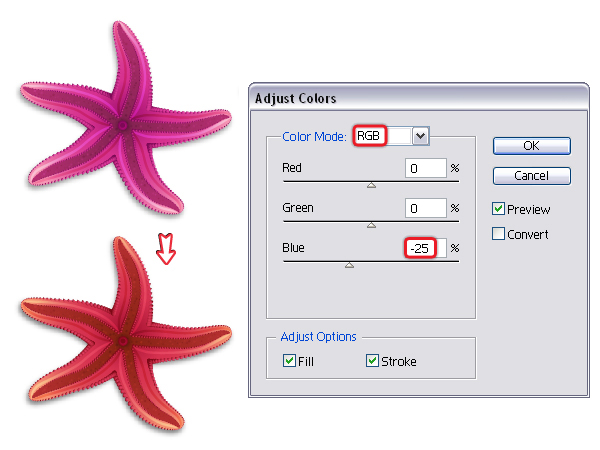 Adjust Colors
Color Mode: RGB
OK
Red 0 %
Cancel
Green 0 %
Preview
Convert
Blue -25 %
Adjust Options
Fill Stroke